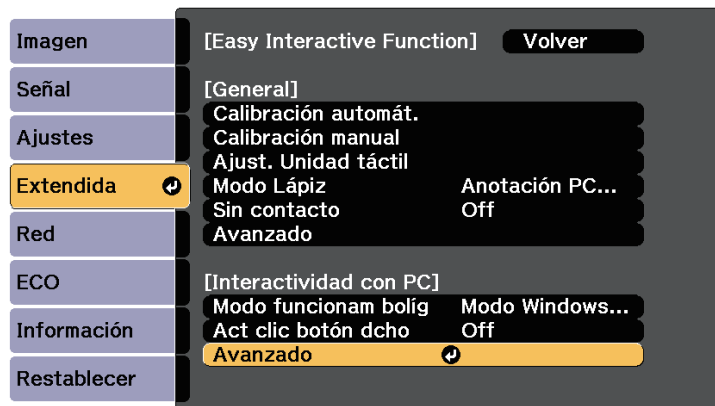 Imagen
Señal
Ajustes
Extendida
Red
ECO
Información
Restablecer
[Easy Interactive Function] Volver
[General]
Calibración automát.
Calibración manual
Ajust. Unidad táctil
Modo Lápiz Anotación PC...
Sin contacto Off
Avanzado
[Interactividad con PC]
Modo funcionam bolíg Modo Windows...
Act clic botón dcho Off
Avanzado